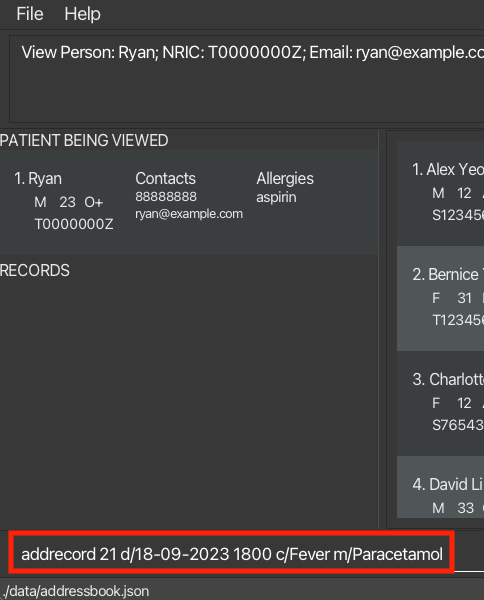 File Help
View Person: Ryan; NRIC: T0000000Z; Email: ryan@example.co
PATIENT BEING VIEWED
1. Ryan
M 23 O+
T0000000Z
Contacts
88888888
ryan@example.com
Allergies
aspirin
RECORDS
1. Alex Yeo
M 12
S123456
2. Bernice
F 31
T123456
3. Charlott
F 12
S76543
4. David Li
M 33
addrecord 21 d/18-09-2023 1800 c/Fever m/Paracetamol
./data/addressbook.json